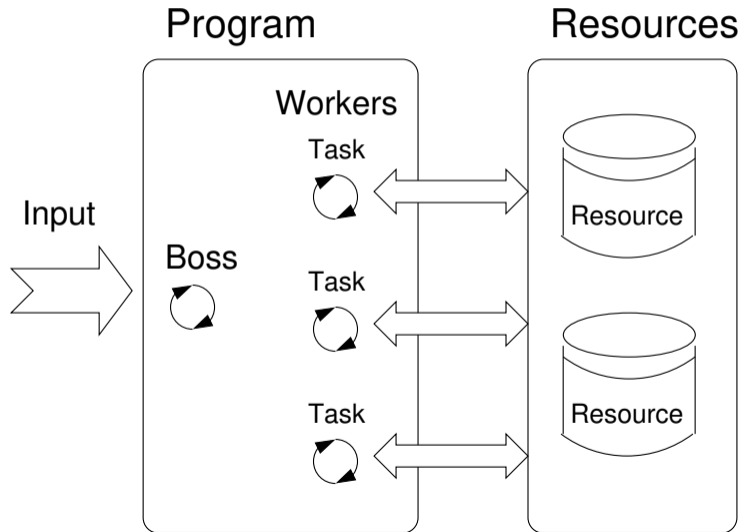 Program
Resources
Workers
Task
Input
Boss
Task
Task
Resource
Resource